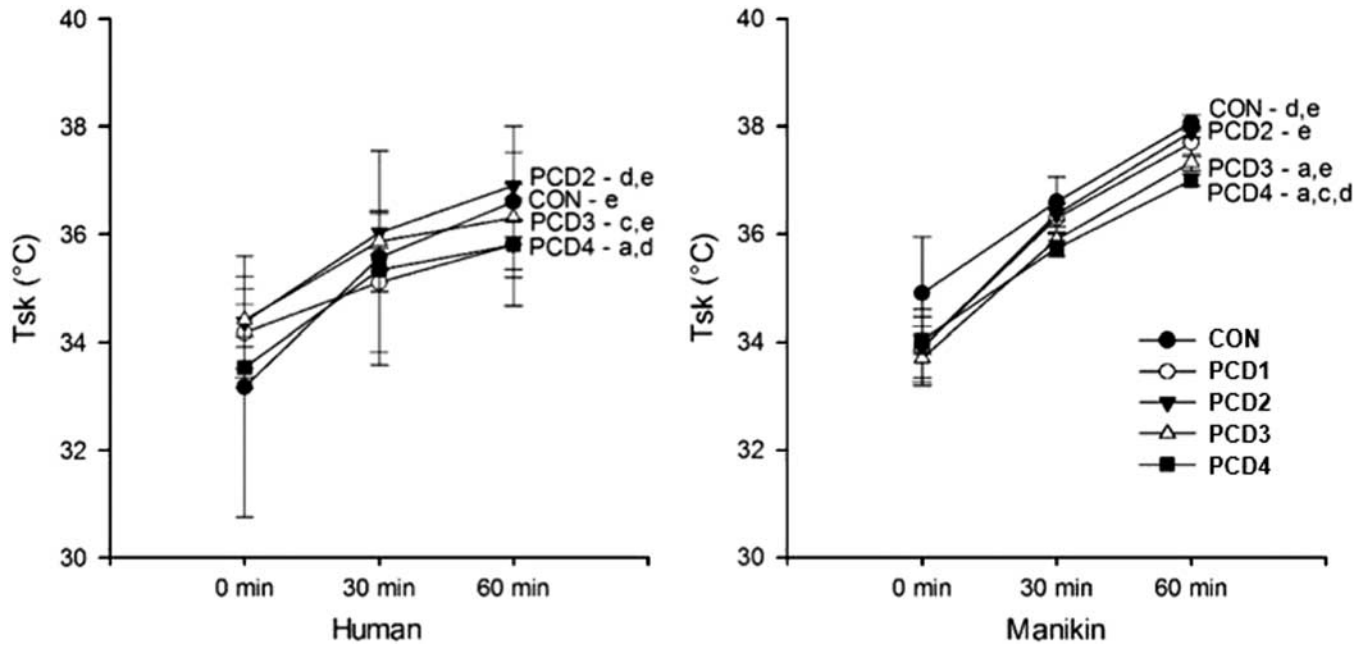 40
38
36
34
32
30
Tsk (°C)
0 min
30 min
60 min
Human
PCD2 - d,e
CON - e
PCD3 - c,e
PCD4 - a,d
40
38
36
34
32
30
Tsk (°C)
0 min
30 min
60 min
Manikin
CON - d,e
PCD2 - e
PCD3 - a,e
PCD4 - a,c,d
CON
PCD1
PCD2
PCD3
PCD4